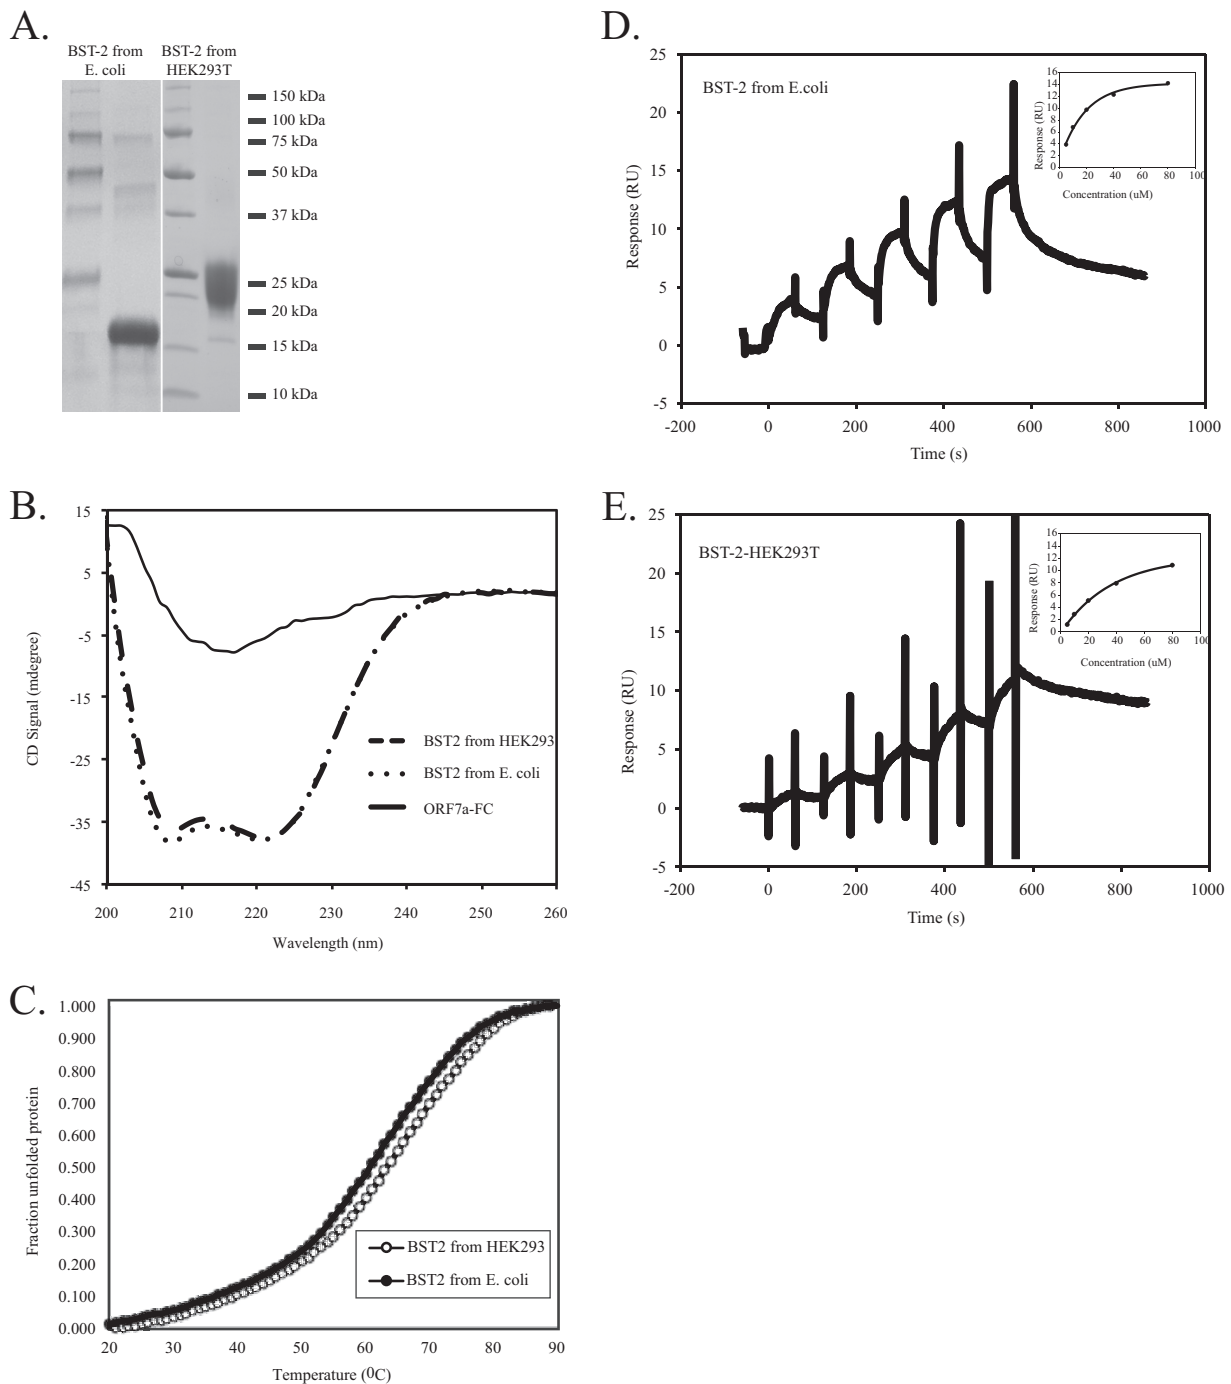 A.
BST-2 from
E. coli
BST-2 from
HEK293T
150 kDa
100 kDa
75 kDa
50 kDa
37 kDa
25 kDa
20 kDa
15 kDa
10 kDa
B.
15
5
-5
-15
-25
-35
-45
CD Signal (mdegree)
BST2 from HEK293
BST2 from E. coli
ORF7a-FC
200 210 220 230 240 250 260
Wavelength (nm)
C.
1.000
0.900
0.800
0.700
0.600
0.500
0.400
0.300
0.200
0.100
0.000
Fraction unfolded protein
BST2 from HEK293
BST2 from E. coli
20 30 40 50 60 70 80 90
Temperature (0C)
D.
25
20
15
10
5
0
-5
Response (RU)
BST-2 from E.coli
16
14
12
10
8
6
4
2
0
Response (RU)
0 20 40 60 80 100
Concentration (uM)
-200 0 200 400 600 800 1000
Time (s)
E.
25
20
15
10
5
0
-5
Response (RU)
BST-2-HEK293T
16
14
12
10
8
6
4
2
0
Response (RU)
0 20 40 60 80 100
Concentration (uM)
-200 0 200 400 600 800 1000
Time (s)